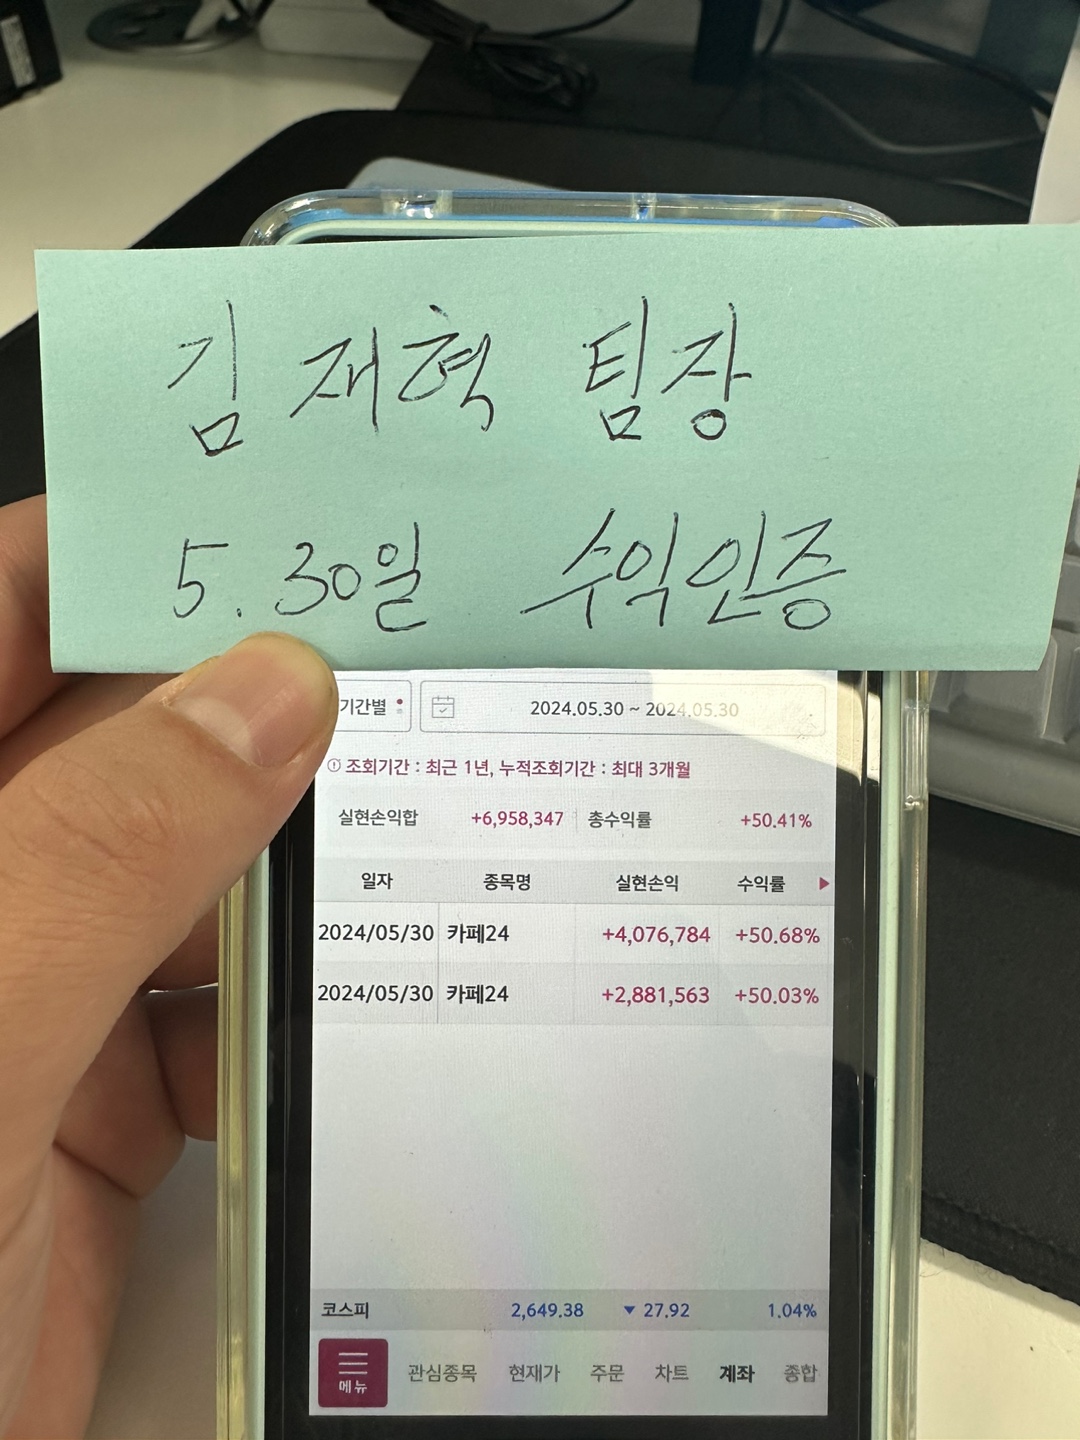 김재혁 팀장
5.30일 수익인증
기간별 2024.05.30 ~ 2024.05.30
조회기간 : 최근 1년, 누적조회기간 : 최대 3개월
실현손익합 +6,958,347 총수익률 +50.41%
일자 종목명 실현손익 수익률
2024/05/30 카페24 +4,076,784 +50.68%
2024/05/30 카페24 +2,881,563 +50.03%
코스피 2,649.38 ▼ 27.92 1.04%
메뉴 관심종목 현재가 주문 차트 계좌 종합